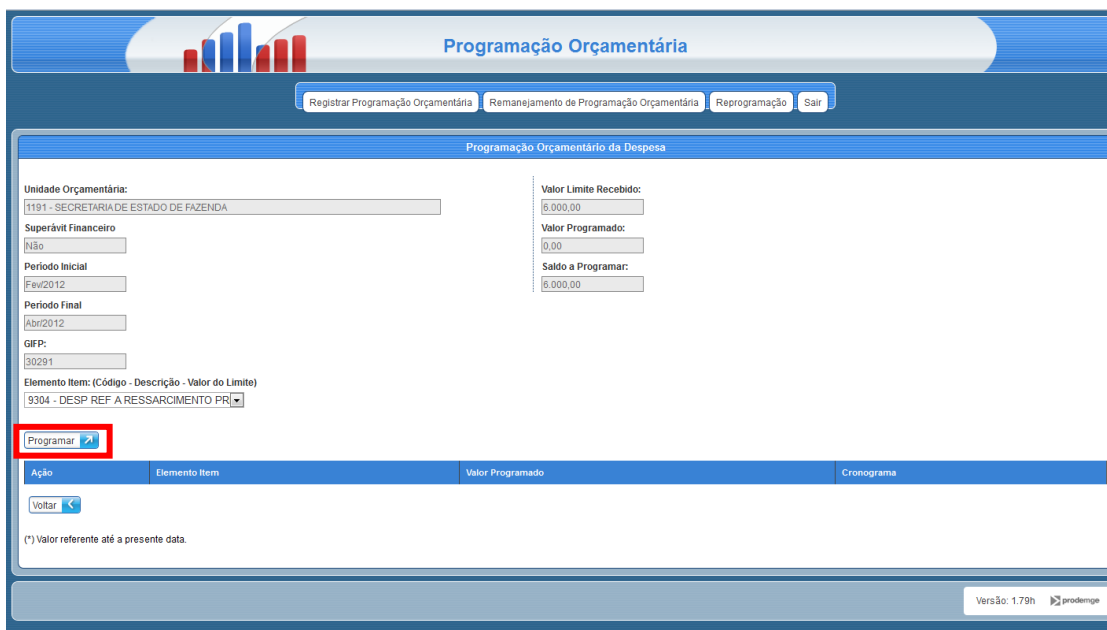 Programação Orçamentária
Registrar Programação Orçamentária Remanejamento de Programação Orçamentária Reprogramação Sair
Programação Orçamentário da Despesa
Unidade Orçamentária:
1191 - SECRETARIA DE ESTADO DE FAZENDA
Superávit Financeiro
Não
Período Inicial
Fev/2012
Período Final
Abr/2012
GIFP:
30291
Elemento Item: (Código - Descrição - Valor do Limite)
9304 - DESP REF A RESSARCIMENTO PR
Valor Limite Recebido:
6.000,00
Valor Programado:
0,00
Saldo a Programar:
6.000,00
Programar
Ação Elemento Item Valor Programado Cronograma
Voltar
(*) Valor referente até a presente data.
Versão: 1.79h prodemge